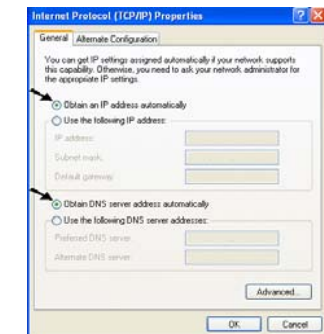 Internet Protocol (TCP/IP) Properties
General
Alternate Configuration
You can get IP settings assigned automatically if your network supports
this capability. Otherwise, you need to ask your network administrator for
the appropriate IP settings.
Obtain an IP address automatically
Use the following IP address:
IP address:
Subnet mask:
Default gateway:
Obtain DNS server address automatically
Use the following DNS server addresses:
Preferred DNS server:
Alternate DNS server:
Advanced...
OK
Cancel